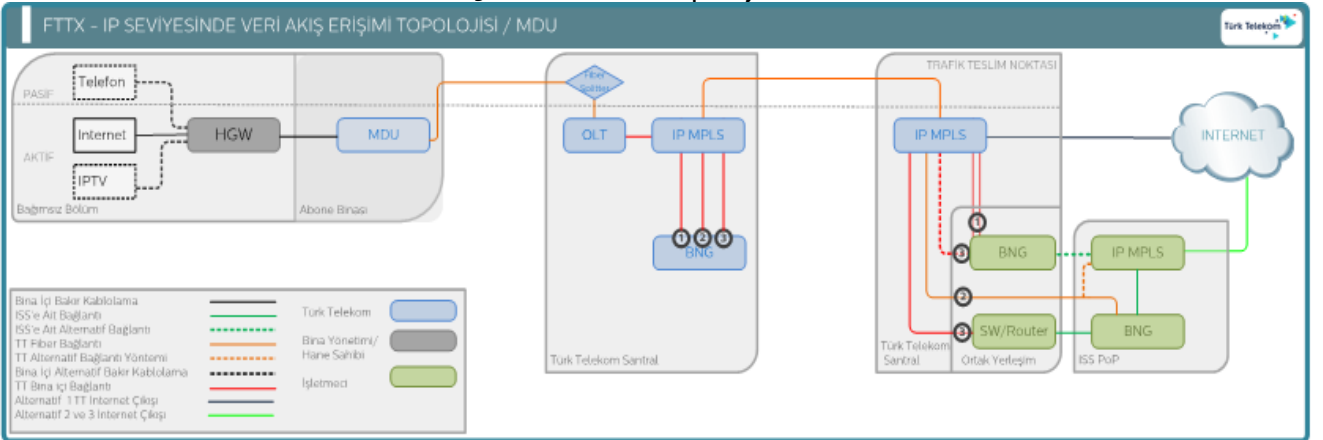 FTTX - IP SEVİYESİNDE VERİ AKIŞ ERİŞİMİ TOPOLOJİSİ / MDU
Türk Telekom
PASİF
AKTİF
Telefon
Internet
IPTV
HGW
MDU
Bağımsız Bölüm
Abone Binası
Fiber
Splitter
OLT
IP MPLS
1
2
3
BNG
Türk Telekom Santral
TRAFİK TESLİM NOKTASI
IP MPLS
1
3
BNG
2
3
SW/Router
Türk Telekom
Santral
Ortak Yerleşim
IP MPLS
BNG
ISS PoP
INTERNET
Bina İçi Bakır Kablolama
ISS'e Ait Bağlantı
ISS'e Ait Alternatif Bağlantı
TT Fiber Bağlantı
TT Alternatif Bağlantı Yöntemi
Bina İçi Alternatif Bakır Kablolama
TT Bina içi Bağlantı
Alternatif 1 TT İnternet Çıkışı
Alternatif 2 ve 3 İnternet Çıkışı
Türk Telekom
Bina Yönetimi/
Hane Sahibi
İşletmeci